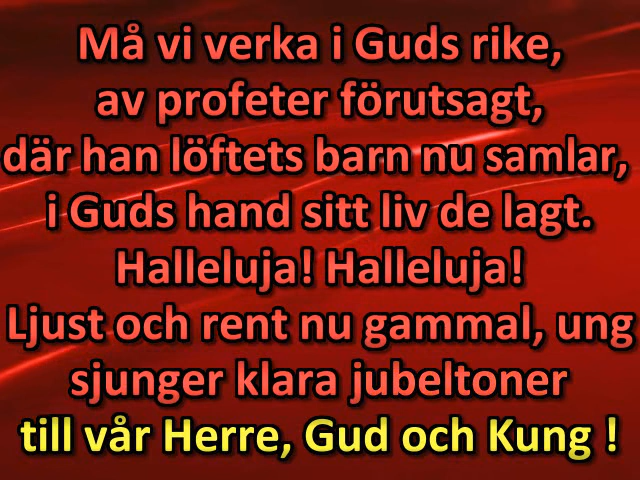 Må vi verka i Guds rike,
av profeter förutsagt,
där han löftets barn nu samlar,
i Guds hand sitt liv de lagt.
Halleluja! Halleluja!
Ljust och rent nu gammal, ung
sjunger klara jubeltoner
till vår Herre, Gud och Kung !